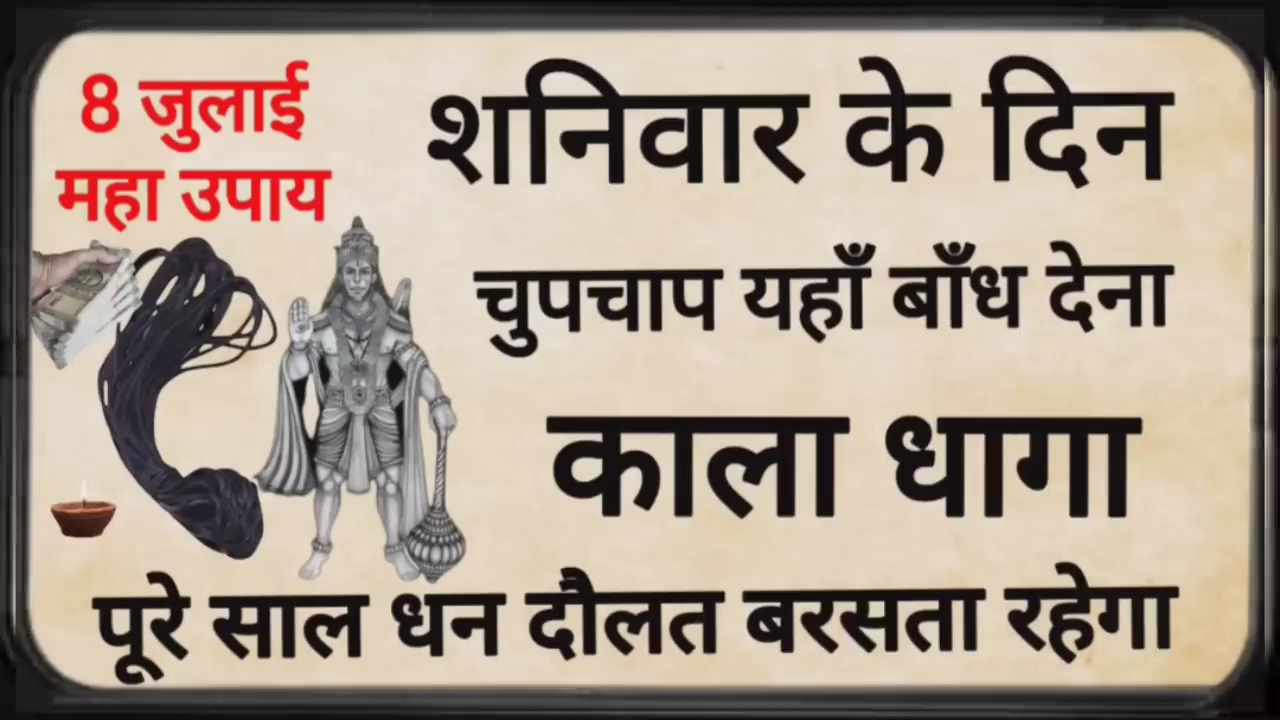 8 जुलाई
महा उपाय
शनिवार के दिन
चुपचाप यहाँ बाँध देना
काला धागा
पूरे साल धन दौलत बरसता रहेगा